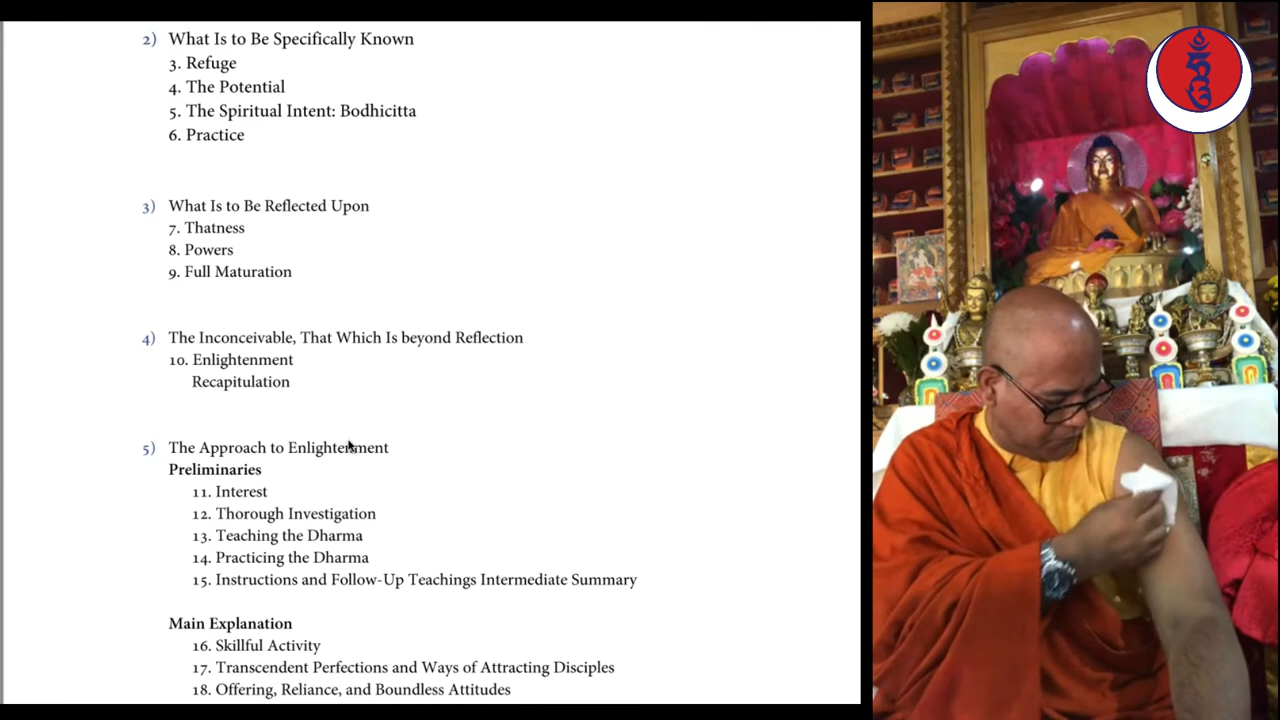 2) What Is to Be Specifically Known
3. Refuge
4. The Potential
5. The Spiritual Intent: Bodhicitta
6. Practice
3) What Is to Be Reflected Upon
7. Thatness
8. Powers
9. Full Maturation
4) The Inconceivable, That Which Is beyond Reflection
10. Enlightenment
Recapitulation
5) The Approach to Enlightenment
Preliminaries
11. Interest
12. Thorough Investigation
13. Teaching the Dharma
14. Practicing the Dharma
15. Instructions and Follow-Up Teachings Intermediate Summary
Main Explanation
16. Skillful Activity
17. Transcendent Perfections and Ways of Attracting Disciples
18. Offering, Reliance, and Boundless Attitudes